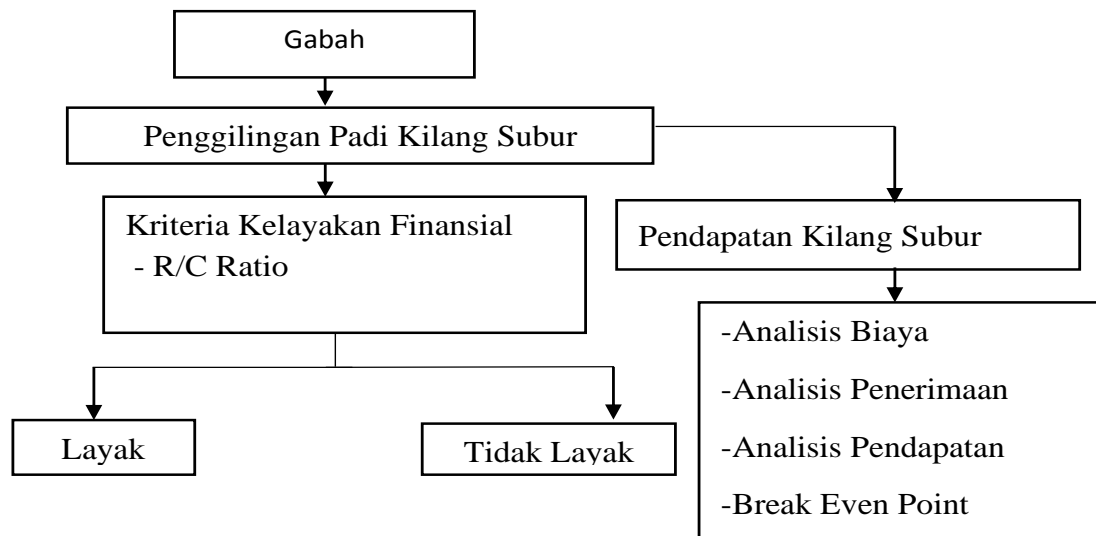 Gabah
Penggilingan Padi Kilang Subur
Kriteria Kelayakan Finansial
- R/C Ratio
Pendapatan Kilang Subur
-Analisis Biaya
-Analisis Penerimaan
-Analisis Pendapatan
-Break Even Point
Layak
Tidak Layak